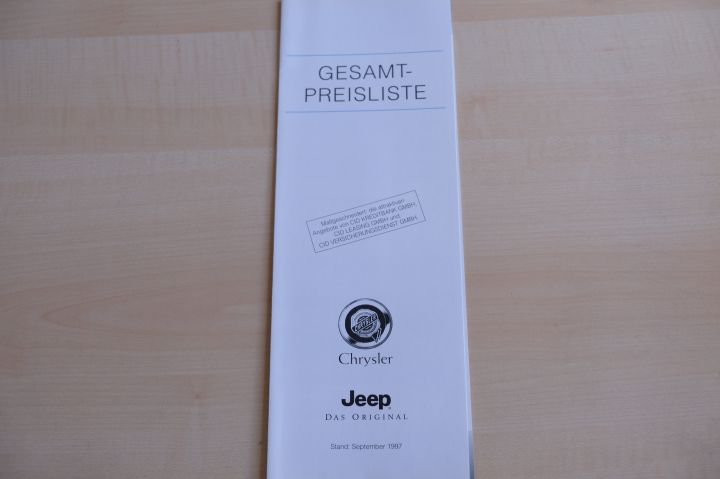 GESAMT-
PREISLISTE
Maßgeschneidert: die attraktiven
Angebote von CID KREDITBANK GMBH,
CID LEASING GMBH und
CID VERSICHERUNGSDIENST GMBH.
CHRYSLER
Chrysler
Jeep
DAS ORIGINAL
Stand: September 1997